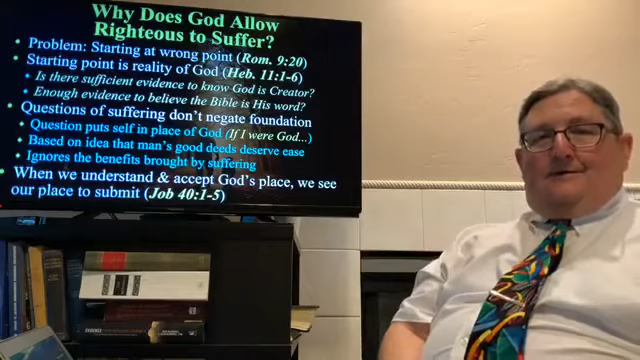 Why Does God Allow
Righteous to Suffer?
• Problem: Starting at wrong point (Rom. 9:20)
• Starting point is reality of God (Heb. 11:1-6)
• Is there sufficient evidence to know God is Creator?
• Enough evidence to believe the Bible is His word?
• Questions of suffering don't negate foundation
• Question puts self in place of God (If I were God...)
• Based on idea that man's good deeds deserve ease
• Ignores the benefits brought by suffering
• When we understand & accept God's place, we see
our place to submit (Job 40:1-5)
EVIDENCE